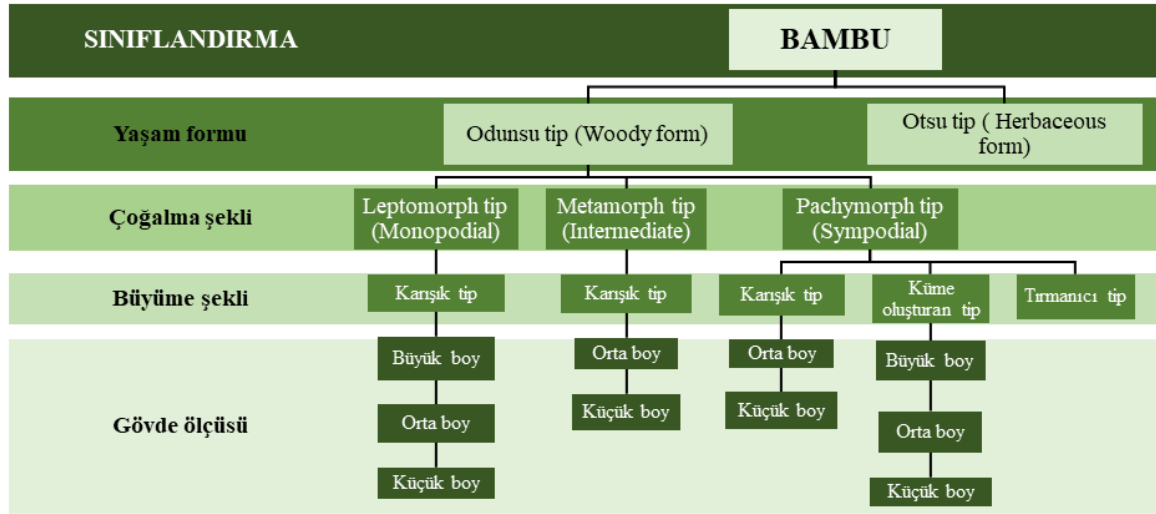 SINIFLANDIRMA
BAMBU
Yaşam formu
Odunsu tip (Woody form)
Otsu tip ( Herbaceous
form)
Çoğalma şekli
Leptomorph tip
(Monopodial)
Metamorph tip
(Intermediate)
Pachymorph tip
(Sympodial)
Büyüme şekli
Karışık tip
Karışık tip
Karışık tip
Küme
oluşturan tip
Tırmanıcı tip
Gövde ölçüsü
Büyük boy
Orta boy
Küçük boy
Orta boy
Küçük boy
Orta boy
Küçük boy
Büyük boy
Orta boy
Küçük boy